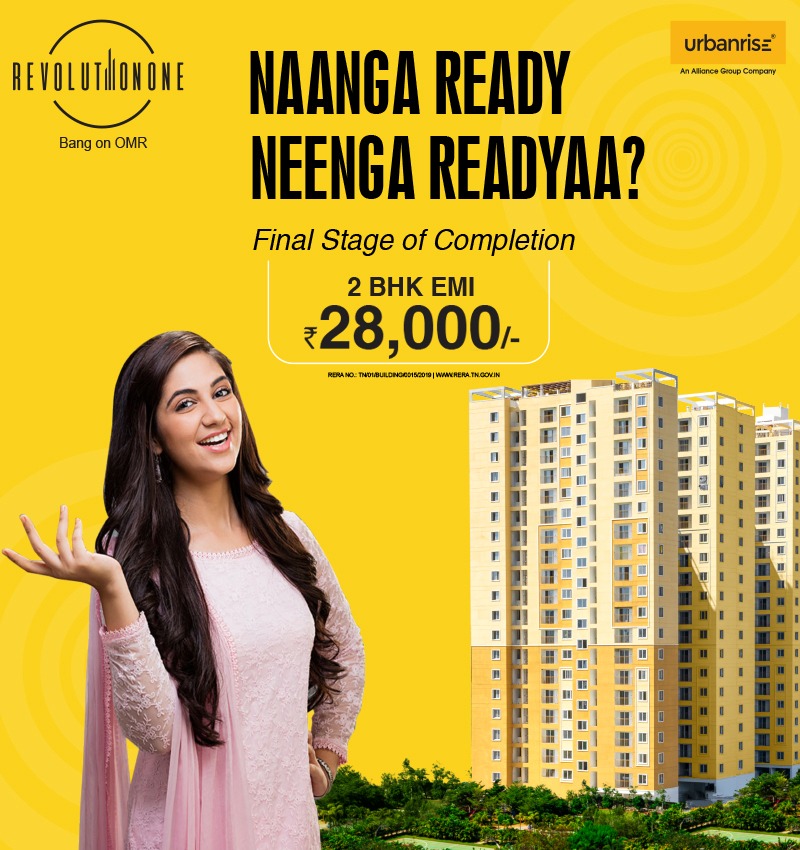 REVOLUTIONONE
Bang on OMR
urbanrise®
An Alliance Group Company
NAANGA READY
NEENGA READYAA?
Final Stage of Completion
2 BHK EMI
₹28,000/-
RERA NO.: TN/01/BUILDING/0015/2019 | WWW.RERA.TN.GOV.IN